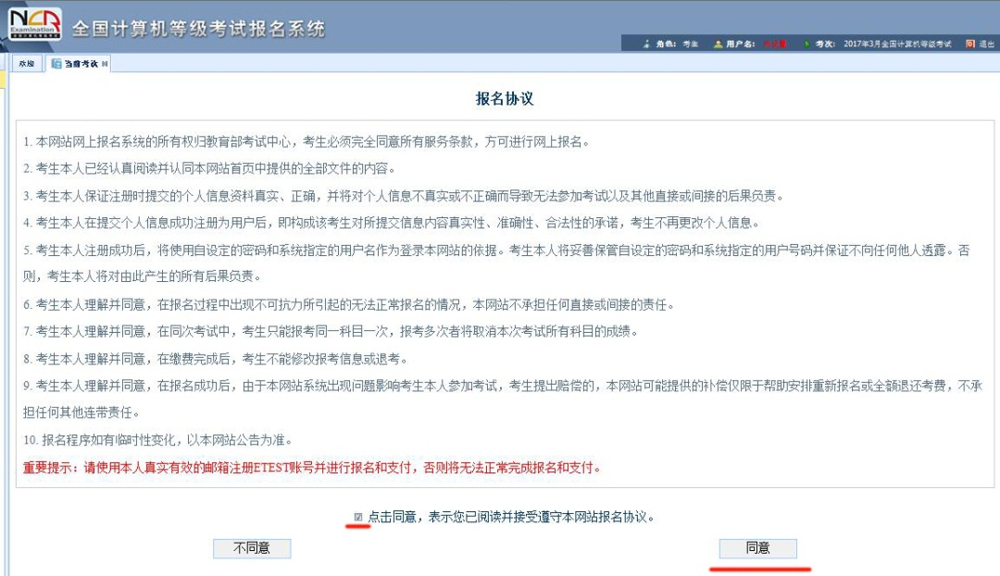 NCR
Examination
全国计算机等级考试报名系统
角色: 考生 用户名: 考次: 2017年3月全国计算机等级考试 退出
欢迎 当前考次
报名协议
1. 本网站网上报名系统的所有权归教育部考试中心，考生必须完全同意所有服务条款，方可进行网上报名。
2. 考生本人已经认真阅读并认同本网站首页中提供的全部文件的内容。
3. 考生本人保证注册时提交的个人信息资料真实、正确，并将对个人信息不真实或不正确而导致无法参加考试以及其他直接或间接的后果负责。
4. 考生本人在提交个人信息成功注册为用户后，即构成该考生对所提交信息内容真实性、准确性、合法性的承诺，考生不再更改个人信息。
5. 考生本人注册成功后，将使用自设定的密码和系统指定的用户名作为登录本网站的依据。考生本人将妥善保管自设定的密码和系统指定的用户号码并保证不向任何他人透露。否
则，考生本人将对由此产生的所有后果负责。
6. 考生本人理解并同意，在报名过程中出现不可抗力所引起的无法正常报名的情况，本网站不承担任何直接或间接的责任。
7. 考生本人理解并同意，在同次考试中，考生只能报考同一科目一次，报考多次者将取消本次考试所有科目的成绩。
8. 考生本人理解并同意，在缴费完成后，考生不能修改报考信息或退考。
9. 考生本人理解并同意，在报名成功后，由于本网站系统出现问题影响考生本人参加考试，考生提出赔偿的，本网站可能提供的补偿仅限于帮助安排重新报名或全额退还考费，不承
担任何其他连带责任。
10. 报名程序如有临时性变化，以本网站公告为准。
重要提示：请使用本人真实有效的邮箱注册ETEST账号并进行报名和支付，否则将无法正常完成报名和支付。
点击同意，表示您已阅读并接受遵守本网站报名协议。
不同意 同意